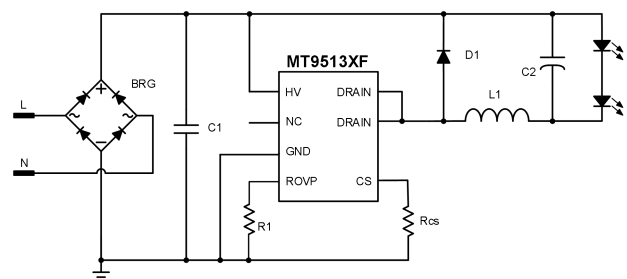 MT9513XF
BRG
D1
C2
L1
L
N
C1
HV
DRAIN
NC
DRAIN
GND
ROVP
CS
R1
Rcs